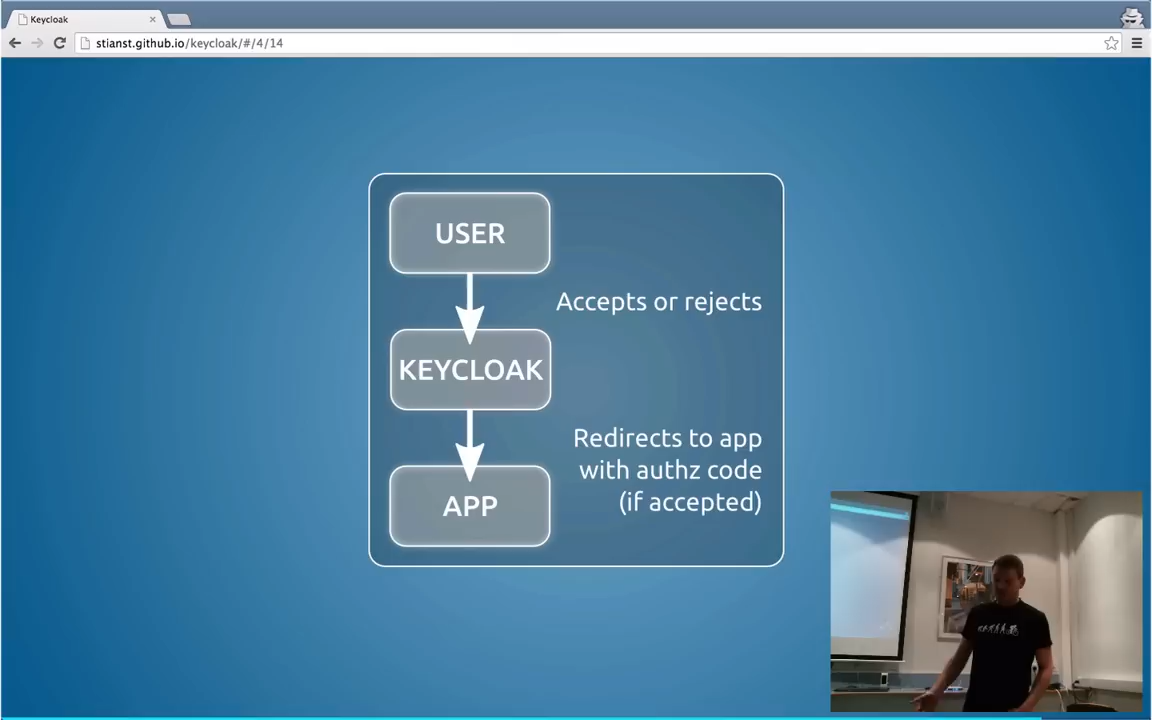 Keycloak
stianst.github.io/keycloak/#/4/14
USER
Accepts or rejects
KEYCLOAK
Redirects to app
with authz code
(if accepted)
APP